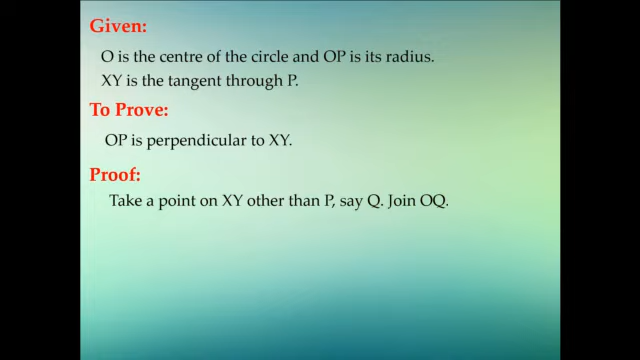 Given:
O is the centre of the circle and OP is its radius.
XY is the tangent through P.
To Prove:
OP is perpendicular to XY.
Proof:
Take a point on XY other than P, say Q. Join OQ.